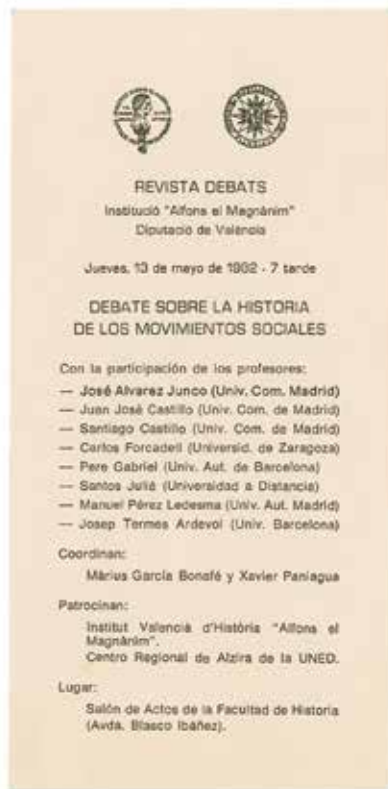 REVISTA DEBATS
Institució "Alfons el Magnànim"
Diputació de València
Jueves, 13 de mayo de 1982 - 7 tarde
DEBATE SOBRE LA HISTORIA
DE LOS MOVIMIENTOS SOCIALES
Con la participación de los profesores:
— José Alvarez Junco (Univ. Com. Madrid)
— Juan José Castillo (Univ. Com. de Madrid)
— Santiago Castillo (Univ. Com. de Madrid)
— Carlos Forcadell (Universid. de Zaragoza)
— Pere Gabriel (Univ. Aut. de Barcelona)
— Santos Juliá (Universidad a Distancia)
— Manuel Pérez Ledesma (Univ. Aut. Madrid)
— Josep Termes Ardevol (Univ. Barcelona)
Coordinan:
Màrius García Bonafé y Xavier Paniagua
Patrocinan:
Institut Valencià d'Història "Alfons el
Magnànim".
Centro Regional de Alzira de la UNED.
Lugar:
Salón de Actos de la Facultad de Historia
(Avda. Blasco Ibáñez).